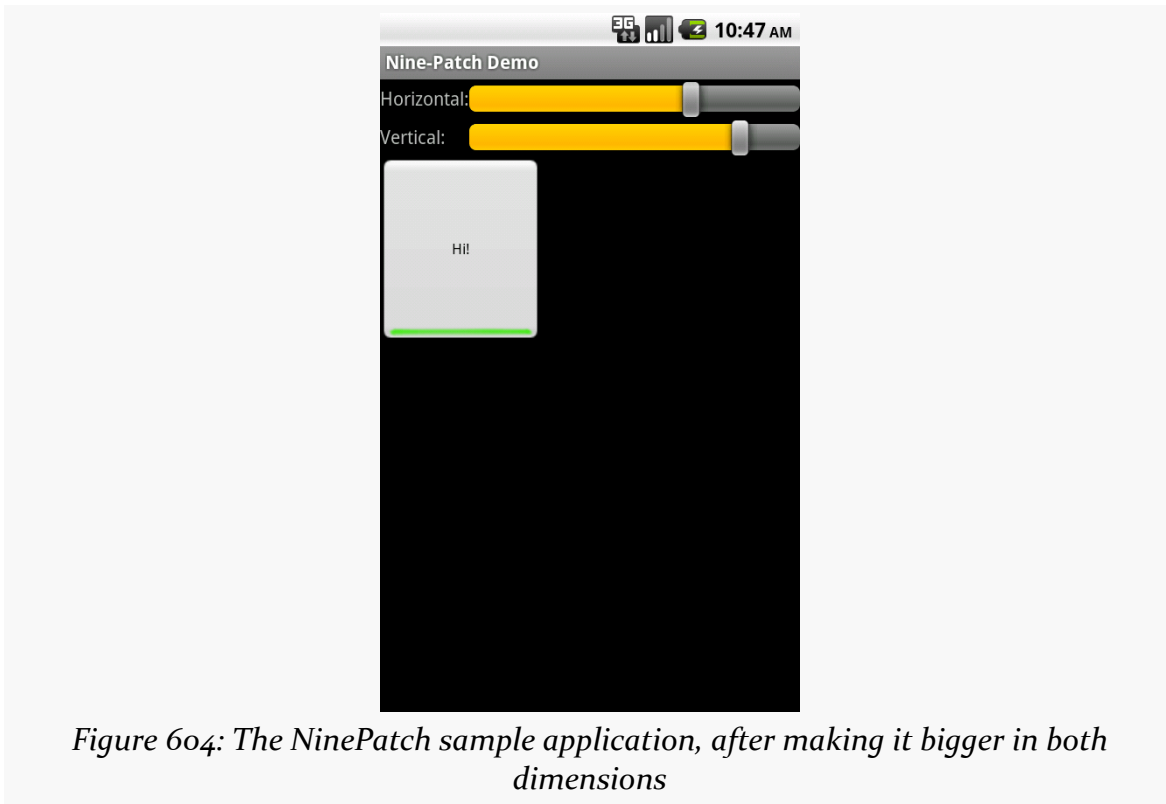 3G 10:47 AM
Nine-Patch Demo
Horizontal:
Vertical:
Hi!
Figure 604: The NinePatch sample application, after making it bigger in both
dimensions